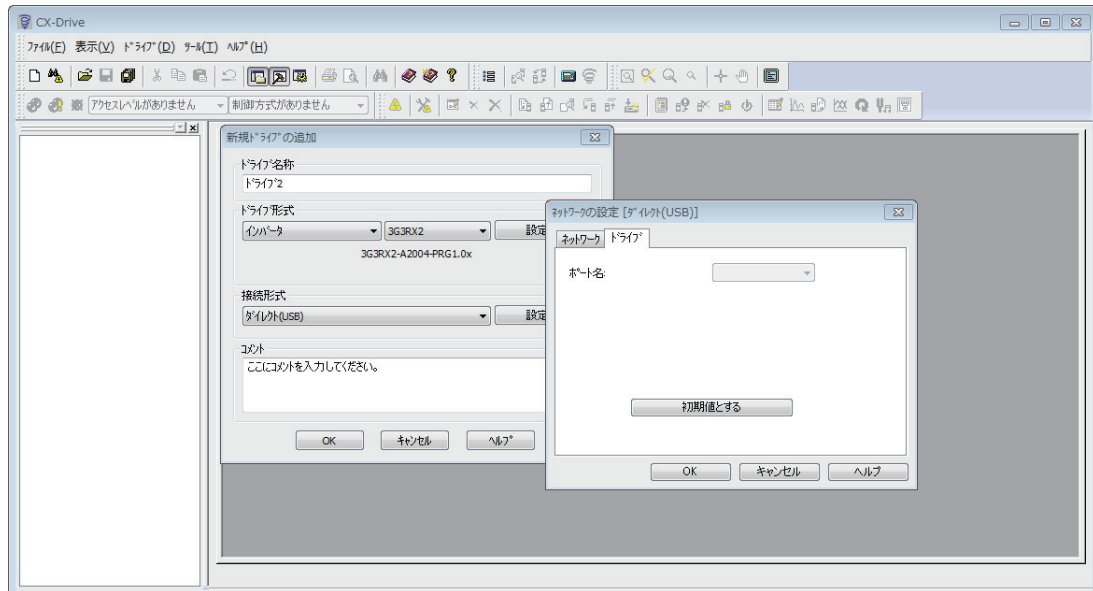 CX-Drive
ファイル(F) 表示(V) ドライブ(D) ツール(T) ヘルプ(H)
アクセスレベルがありません 制御方式がありません
新規ドライブの追加
ドライブ名称
ドライブ2
ドライブ形式
インバータ 3G3RX2 設定
3G3RX2-A2004-PRG1.0x
接続形式
ダイレクト(USB) 設定
コメント
ここにコメントを入力してください。
OK キャンセル ヘルプ
ネットワークの設定 [ダイレクト(USB)]
ネットワーク ドライブ
ポート名:
初期値とする
OK キャンセル ヘルプ